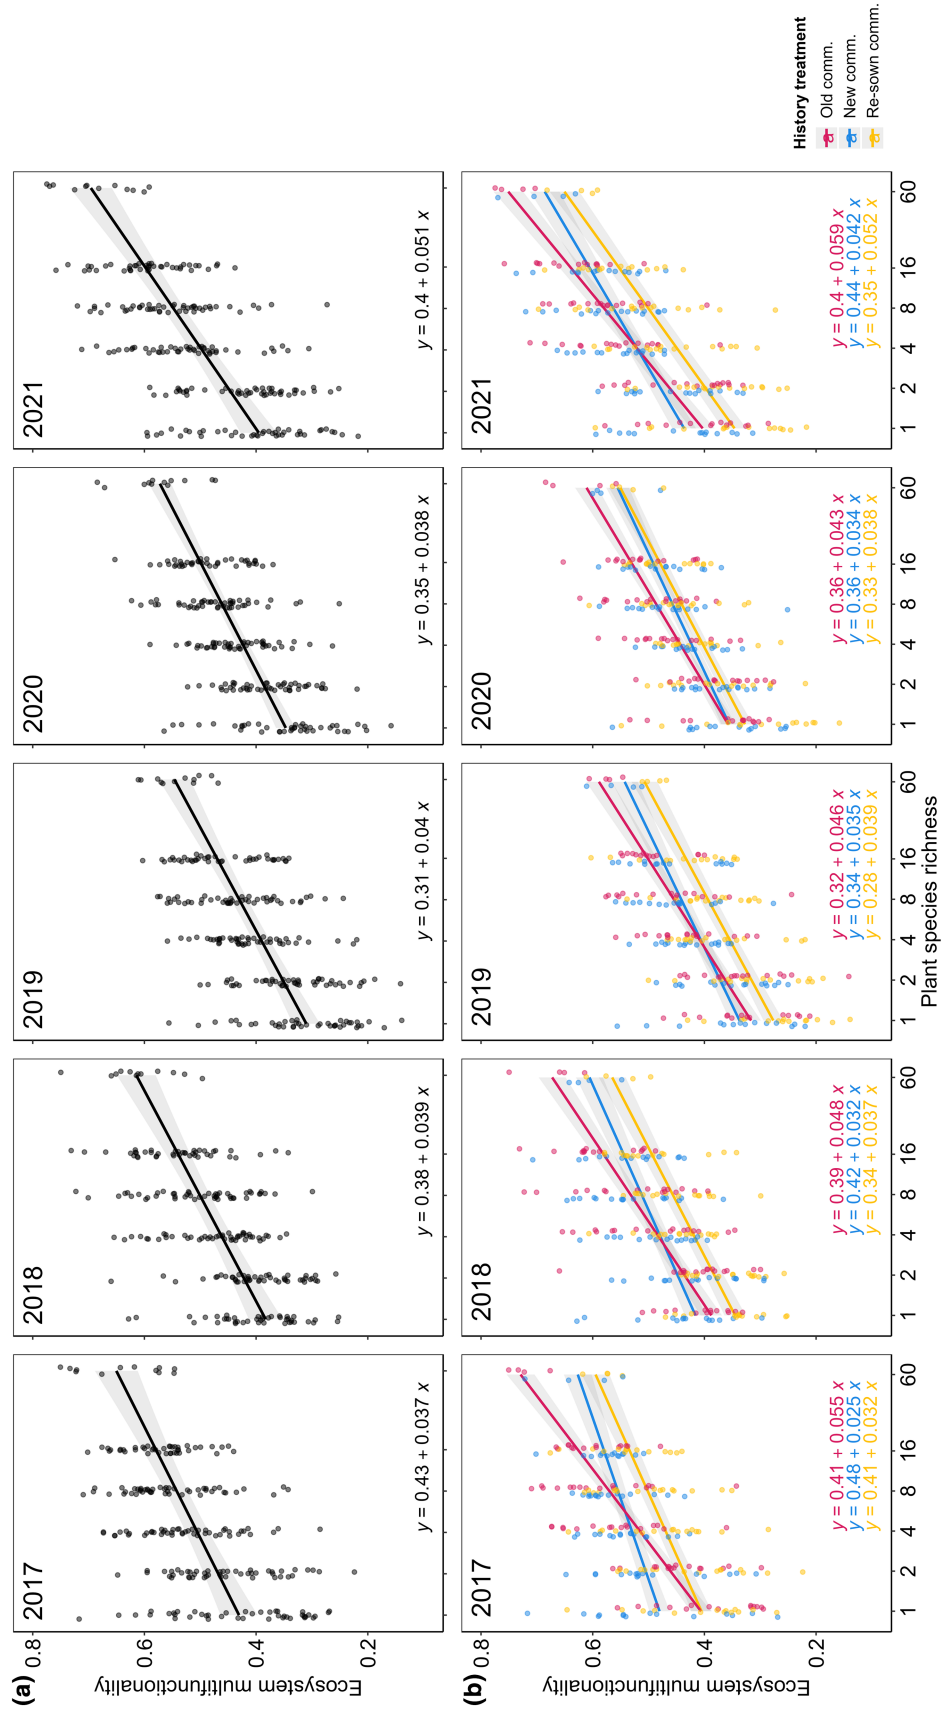 (a)
Ecosystem multifunctionality
0.8
0.6
0.4
0.2
2017
y = 0.43 + 0.037 x
2018
y = 0.38 + 0.039 x
2019
y = 0.31 + 0.04 x
2020
y = 0.35 + 0.038 x
2021
y = 0.4 + 0.051 x
(b)
Ecosystem multifunctionality
0.8
0.6
0.4
0.2
2017
y = 0.41 + 0.055 x
y = 0.48 + 0.025 x
y = 0.41 + 0.032 x
1 2 4 8 16 60
2018
y = 0.39 + 0.048 x
y = 0.42 + 0.032 x
y = 0.34 + 0.037 x
1 2 4 8 16 60
2019
y = 0.32 + 0.046 x
y = 0.34 + 0.035 x
y = 0.28 + 0.039 x
1 2 4 8 16 60
2020
y = 0.36 + 0.043 x
y = 0.36 + 0.034 x
y = 0.33 + 0.038 x
1 2 4 8 16 60
2021
y = 0.4 + 0.059 x
y = 0.44 + 0.042 x
y = 0.35 + 0.052 x
1 2 4 8 16 60
Plant species richness
History treatment
a Old comm.
a New comm.
a Re-sown comm.